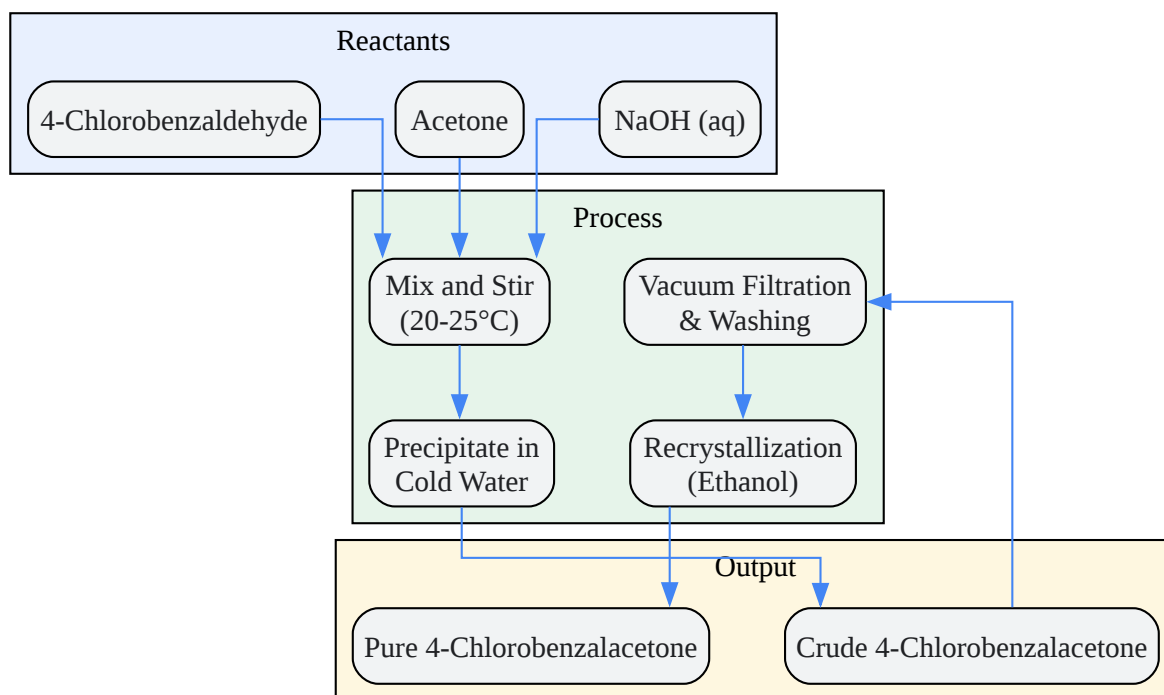 Reactants
4-Chlorobenzaldehyde
Acetone
NaOH (aq)
Process
Mix and Stir
(20-25°C)
Vacuum Filtration
& Washing
Precipitate in
Cold Water
Recrystallization
(Ethanol)
Output
Pure 4-Chlorobenzalacetone
Crude 4-Chlorobenzalacetone